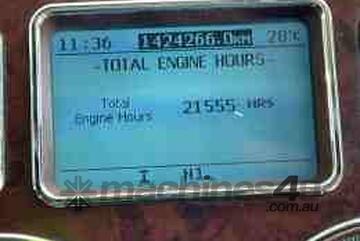 11:36 1424266.0km 28°C
-TOTAL ENGINE HOURS-
Total
Engine Hours 21555 HRS
machines4u
.com.au